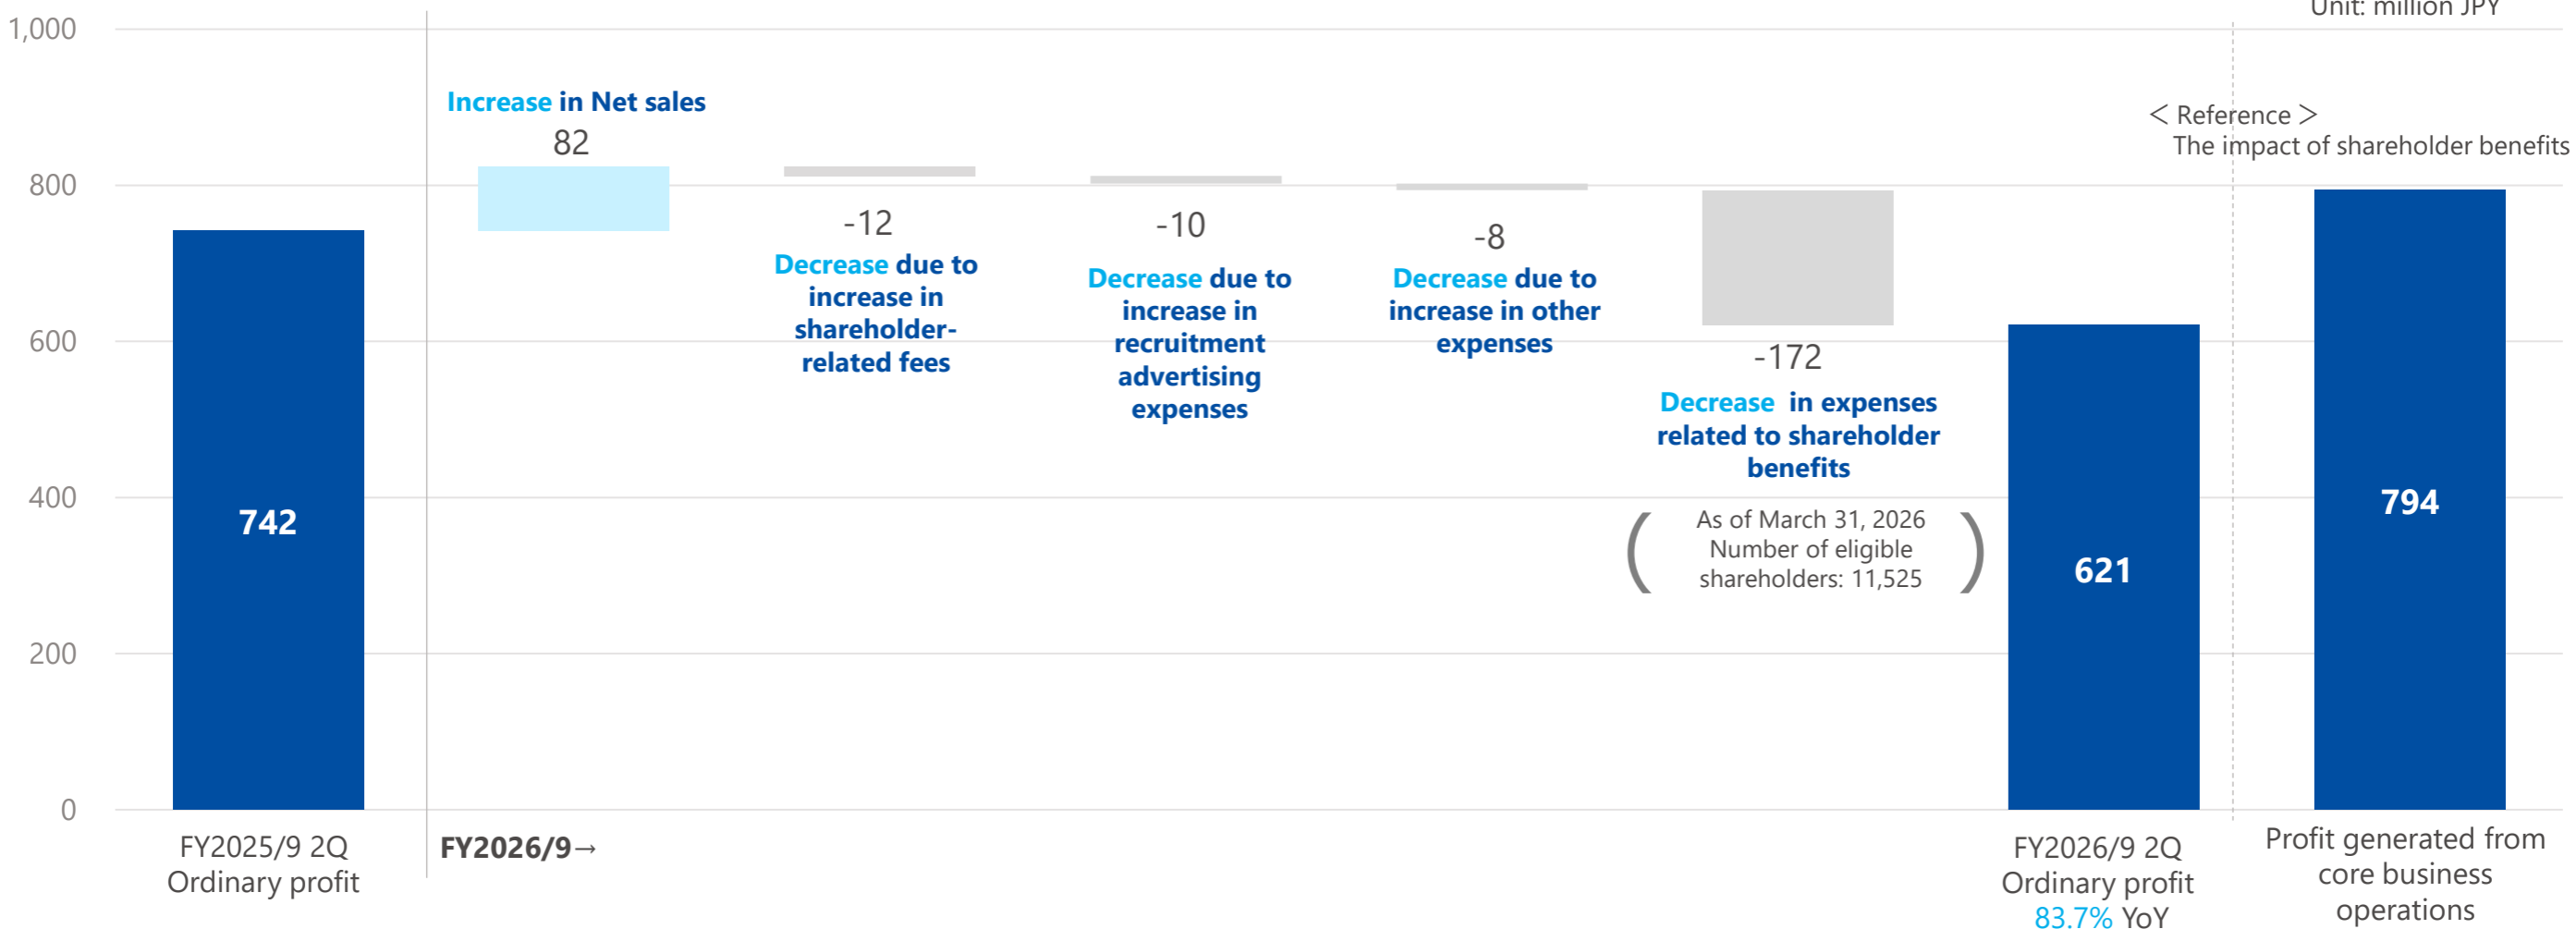 Unit: million JPY
1,000
800
600
400
200
0
Increase in Net sales
82
-12
Decrease due to
increase in
shareholder-
related fees
-10
Decrease due to
increase in
recruitment
advertising
expenses
-8
Decrease due to
increase in other
expenses
-172
Decrease in expenses
related to shareholder
benefits
( As of March 31, 2026
Number of eligible
shareholders: 11,525 )
< Reference >
The impact of shareholder benefits
742
621
794
FY2025/9 2Q
Ordinary profit
FY2026/9→
FY2026/9 2Q
Ordinary profit
83.7% YoY
Profit generated from
core business
operations